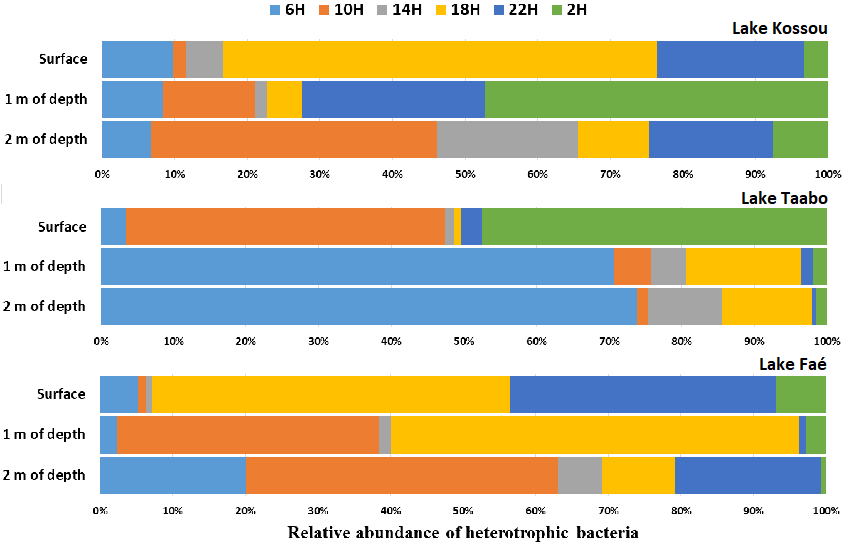 6H 10H 14H 18H 22H 2H
Lake Kossou
Surface
1 m of depth
2 m of depth
0% 10% 20% 30% 40% 50% 60% 70% 80% 90% 100%
Lake Taabo
Surface
1 m of depth
2 m of depth
0% 10% 20% 30% 40% 50% 60% 70% 80% 90% 100%
Lake Faé
Surface
1 m of depth
2 m of depth
0% 10% 20% 30% 40% 50% 60% 70% 80% 90% 100%
Relative abundance of heterotrophic bacteria